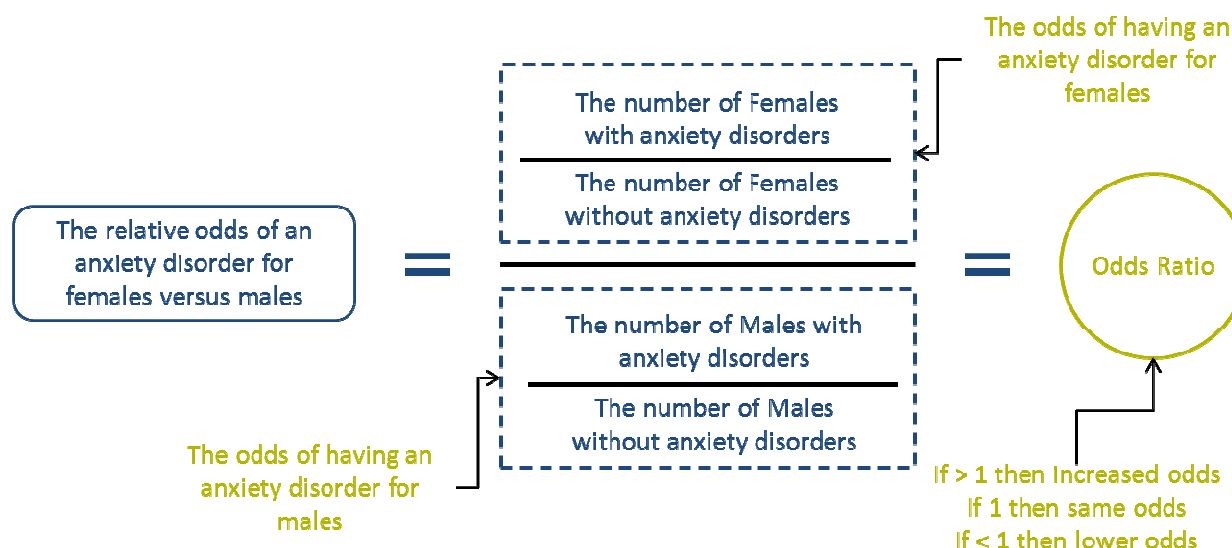 The odds of having an
anxiety disorder for
females
The number of Females
with anxiety disorders
The number of Females
without anxiety disorders
The relative odds of an
anxiety disorder for
females versus males
=
=
Odds Ratio
The number of Males with
anxiety disorders
The number of Males
without anxiety disorders
The odds of having an
anxiety disorder for
males
If > 1 then Increased odds
If 1 then same odds
If < 1 then lower odds